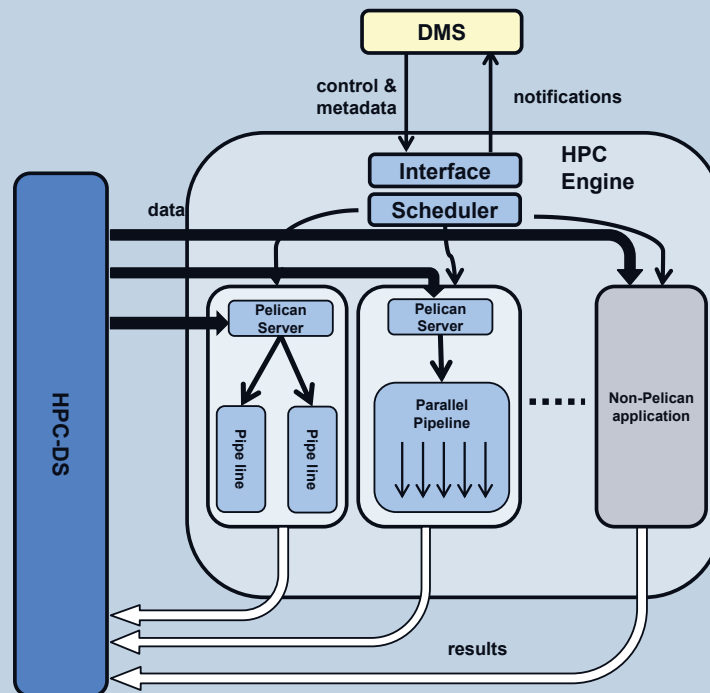 DMS
control &
metadata
notifications
Interface
HPC
Engine
Scheduler
data
Pelican
Server
Pelican
Server
HPC-DS
Pipe line
Pipe line
Parallel
Pipeline
Non-Pelican
application
results